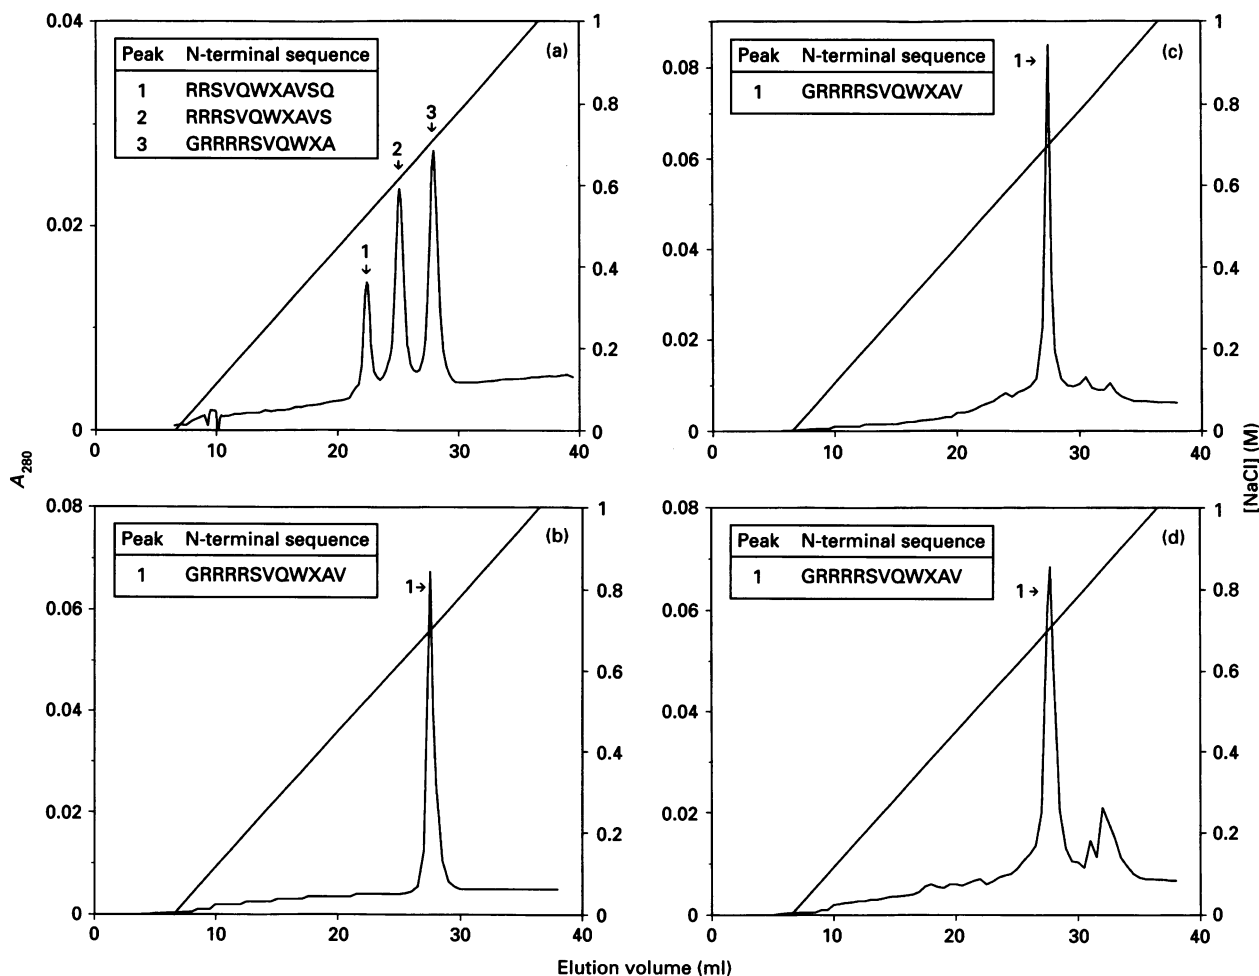 (a)
Peak N-terminal sequence
1 RRSVQWXAVSQ
2 RRRSVQWXAVS
3 GRRRRSVQWXA
1
2
3
0.04
0.02
0
1
0.8
0.6
0.4
0.2
0
0 10 20 30 40
(c)
Peak N-terminal sequence
1 GRRRRSVQWXAV
1
0.08
0.06
0.04
0.02
0
1
0.8
0.6
0.4
0.2
0
0 10 20 30 40
A280
[NaCl] (M)
(b)
Peak N-terminal sequence
1 GRRRRSVQWXAV
1
0.08
0.06
0.04
0.02
0
1
0.8
0.6
0.4
0.2
0
0 10 20 30 40
(d)
Peak N-terminal sequence
1 GRRRRSVQWXAV
1
0.08
0.06
0.04
0.02
0
1
0.8
0.6
0.4
0.2
0
0 10 20 30 40
Elution volume (ml)